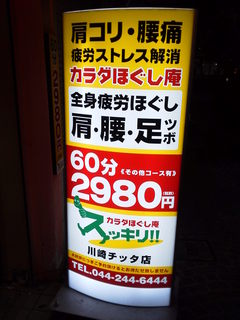 肩コリ・腰痛
疲労ストレス解消
カラダほぐし庵
全身疲労ほぐし
肩・腰・足ツボ
60分
《その他コース有》
2980円
カラダほぐし庵
スッキリ!!
川崎チッタ店
TEL.044-244-6444